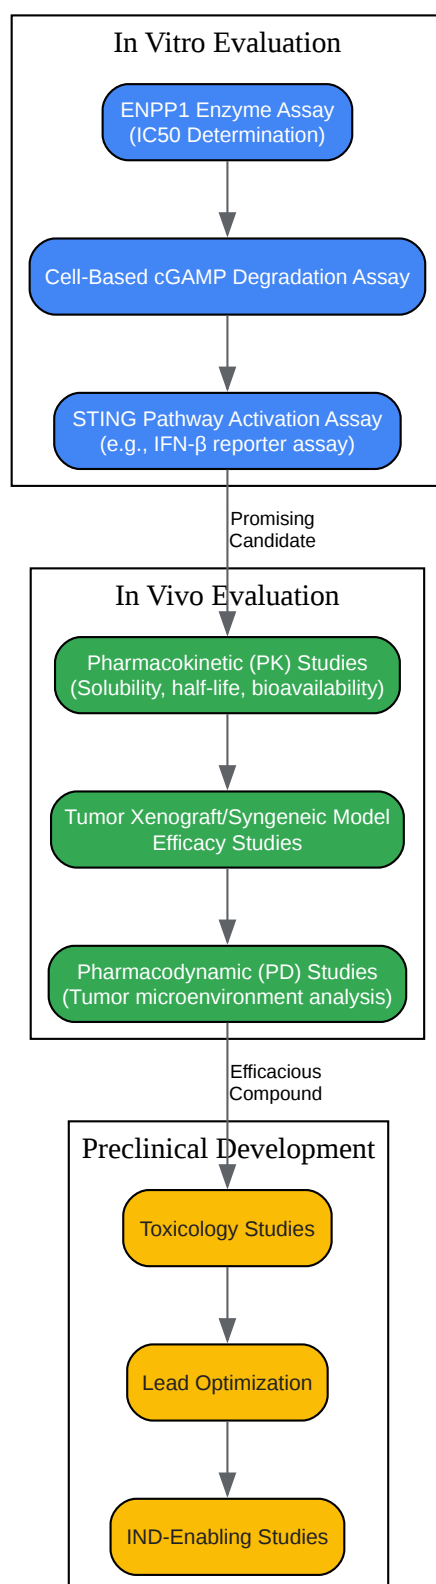 In Vitro Evaluation
ENPP1 Enzyme Assay
(IC50 Determination)
Cell-Based cGAMP Degradation Assay
STING Pathway Activation Assay
(e.g., IFN-β reporter assay)
Promising
Candidate
In Vivo Evaluation
Pharmacokinetic (PK) Studies
(Solubility, half-life, bioavailability)
Tumor Xenograft/Syngeneic Model
Efficacy Studies
Pharmacodynamic (PD) Studies
(Tumor microenvironment analysis)
Efficacious
Compound
Preclinical Development
Toxicology Studies
Lead Optimization
IND-Enabling Studies